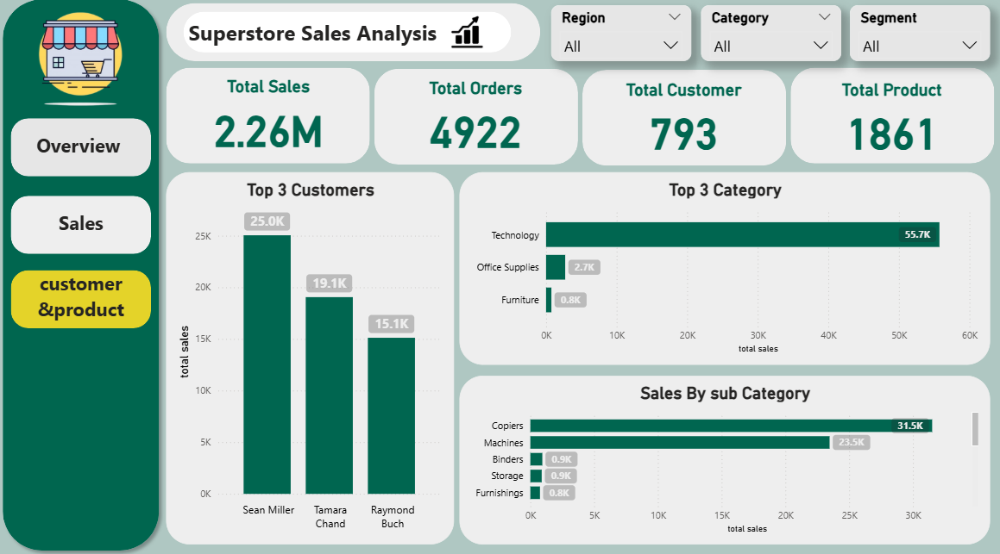 Superstore Sales Analysis
Region
All
Category
All
Segment
All
Overview
Sales
customer
&product
Total Sales
2.26M
Total Orders
4922
Total Customer
793
Total Product
1861
Top 3 Customers
total sales
25K
20K
15K
10K
5K
0K
25.0K
19.1K
15.1K
Sean Miller
Tamara
Chand
Raymond
Buch
Top 3 Category
Technology
55.7K
Office Supplies
2.7K
Furniture
0.8K
0K 10K 20K 30K 40K 50K 60K
total sales
Sales By sub Category
Copiers
31.5K
Machines
23.5K
Binders
0.9K
Storage
0.9K
Furnishings
0.8K
0K 5K 10K 15K 20K 25K 30K
total sales